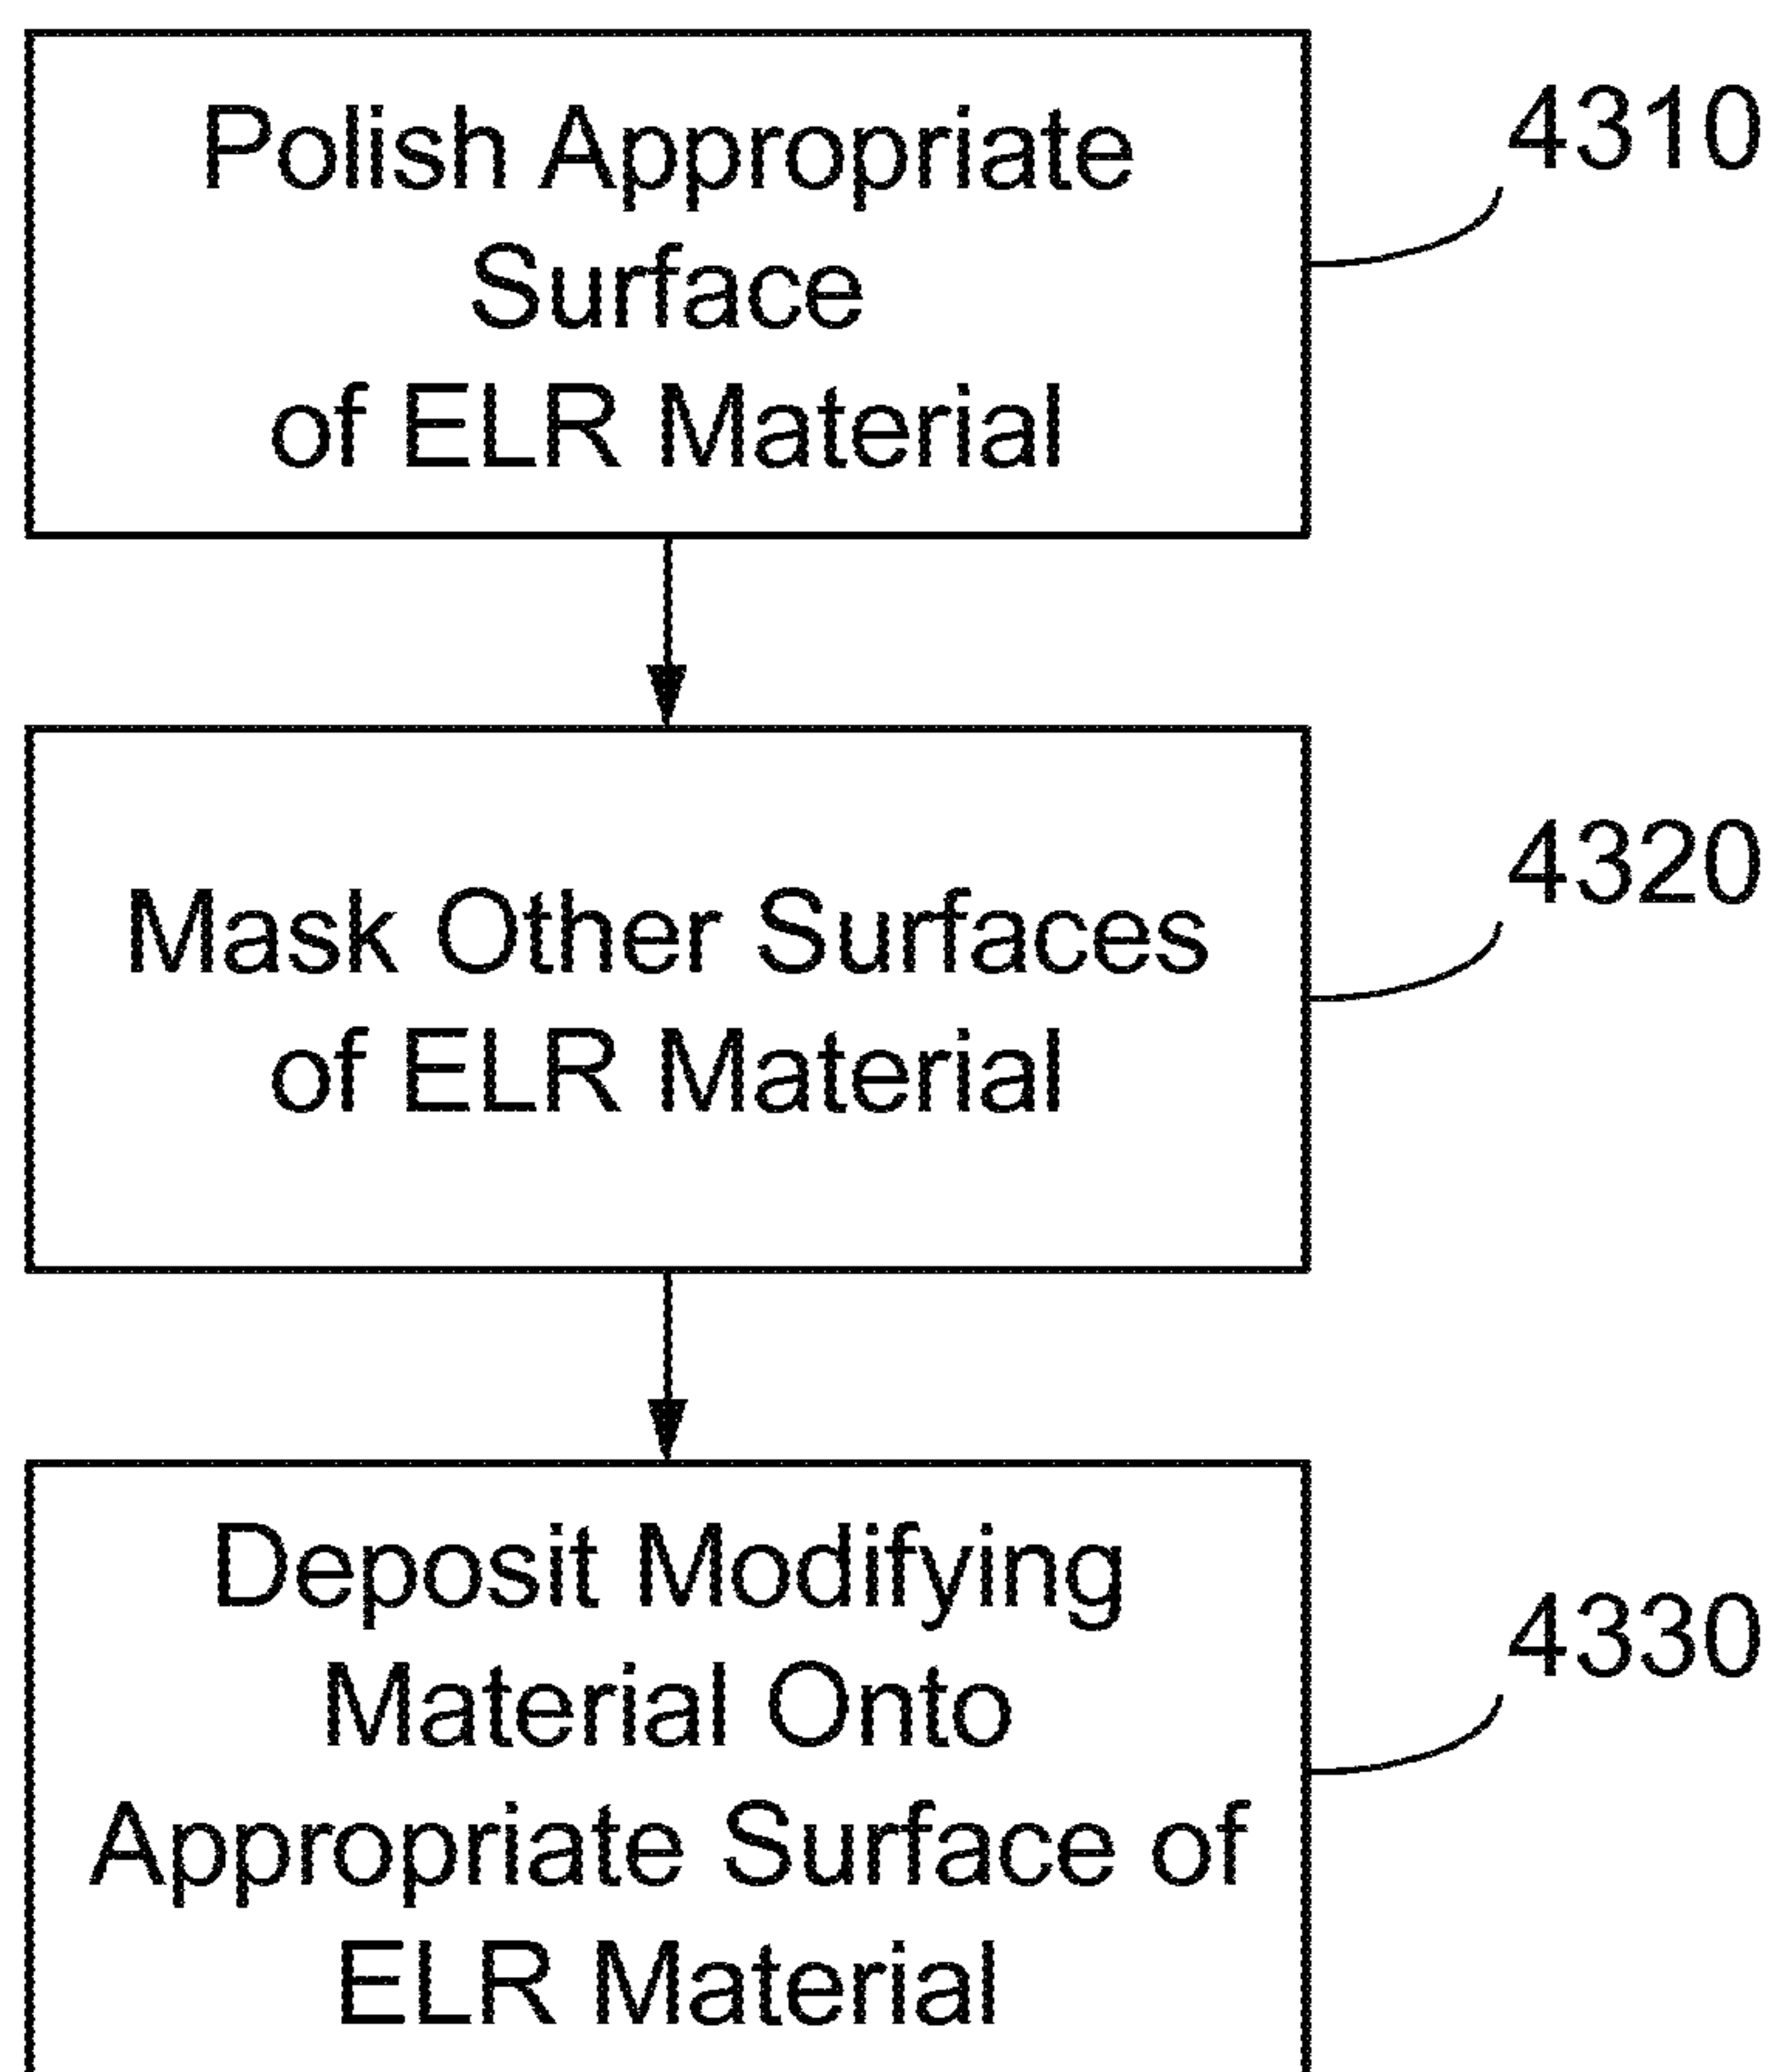 Polish Appropriate
Surface
of ELR Material
4310
Mask Other Surfaces
of ELR Material
4320
Deposit Modifying
Material Onto
Appropriate Surface of
ELR Material
4330